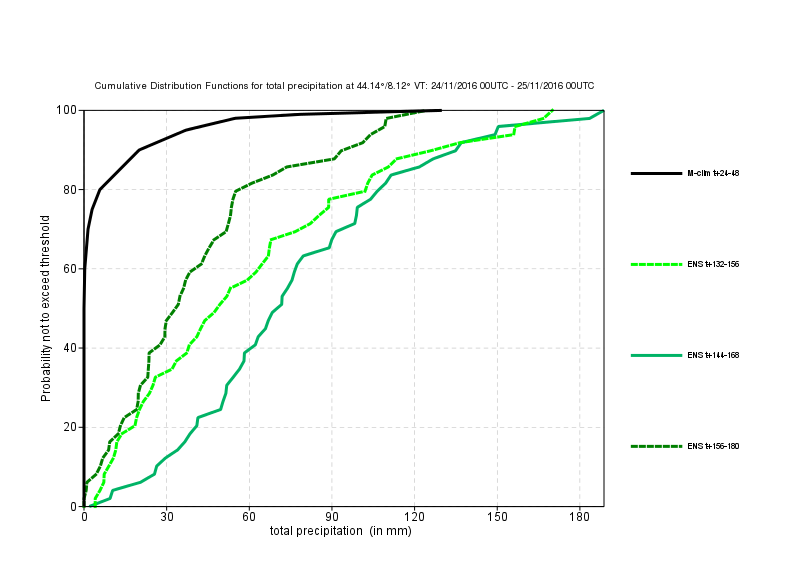 Cumulative Distribution Functions for total precipitation at 44.14°/8.12° VT: 24/11/2016 00UTC - 25/11/2016 00UTC
100
80
60
40
20
0
Probability not to exceed threshold
0 30 60 90 120 150 180
total precipitation (in mm)
M-clim t+24-48
ENS t+132-156
ENS t+144-168
ENS t+156-180